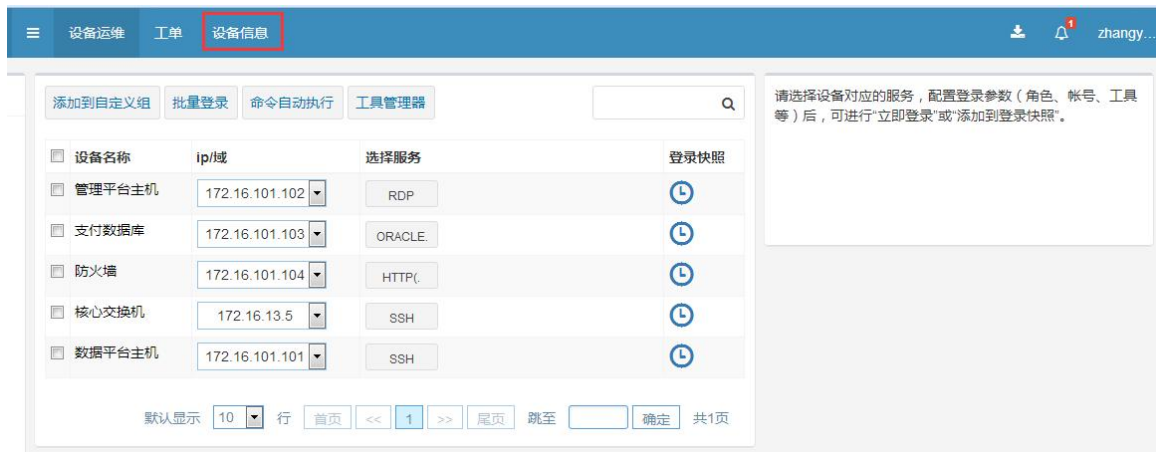 设备运维 工单 设备信息 1 zhangy...
添加到自定义组 批量登录 命令自动执行 工具管理器
设备名称 ip/域 选择服务 登录快照
管理平台主机 172.16.101.102 RDP
支付数据库 172.16.101.103 ORACLE.
防火墙 172.16.101.104 HTTP(.
核心交换机 172.16.13.5 SSH
数据平台主机 172.16.101.101 SSH
默认显示 10 行 首页 << 1 >> 尾页 跳至 确定 共1页
请选择设备对应的服务，配置登录参数（角色、帐号、工具
等）后，可进行“立即登录”或“添加到登录快照”。